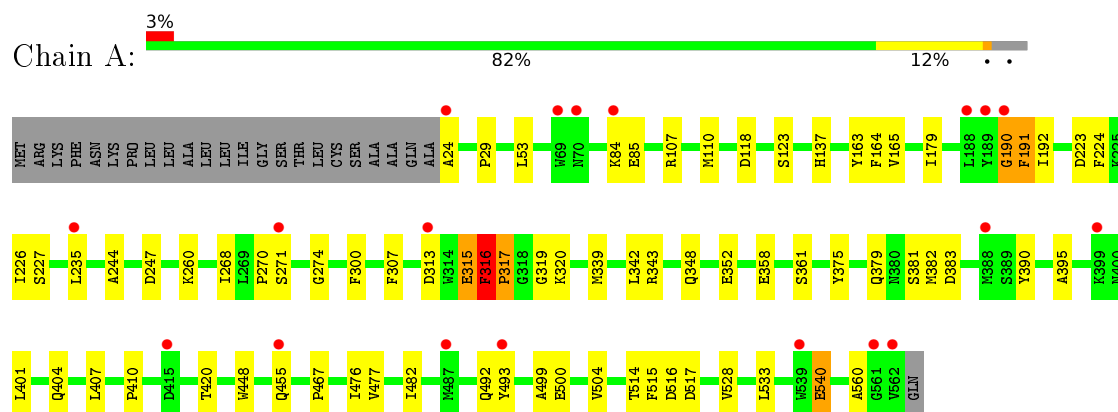 3%
Chain A:
82% 12% • •
MET ARG LYS PHE ASN LYS PRO LEU LEU ALA LEU LEU ILE GLY SER THR LEU CYS SER ALA ALA GLN ALA A24 P29 L53 W69 N70 K84 E85 R107 M110 D118 S123 H137 Y163 F164 V165 I179 L188 Y189 G190 F191 I192 D223 F224 K225
I226 S227 L235 A244 D247 K260 I268 L269 P270 S271 G274 F300 F307 D313 W314 E315 F316 P317 G318 G319 K320 M339 L342 R343 Q348 E352 E358 S361 Y375 Q379 N380 S381 M382 D383 M388 S389 Y390 A395 K399 M400
L401 Q404 L407 P410 D415 T420 W448 Q455 P467 I476 V477 I482 M487 Q492 Y493 A499 E500 V504 T514 F515 D516 D517 V528 L533 W539 E540 A560 G561 V562 GLN